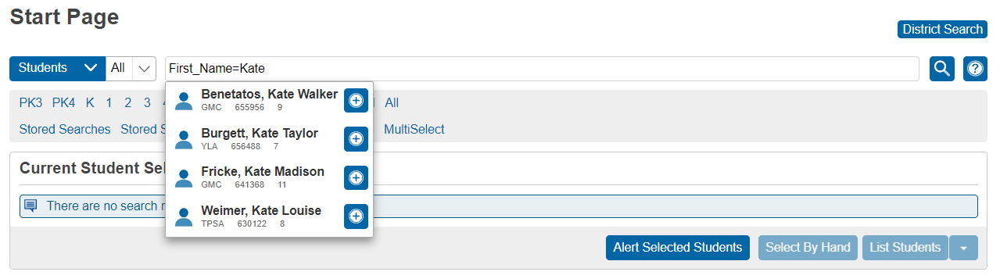 Start Page
District Search
Students All First_Name=Kate
PK3 PK4 K 1 2 3 All
Stored Searches Stored MultiSelect
Benetatos, Kate Walker
GMC 655956 9
Burgett, Kate Taylor
YLA 656488 7
Fricke, Kate Madison
GMC 641368 11
Weimer, Kate Louise
TPSA 630122 8
Current Student
There are no search
Alert Selected Students Select By Hand List Students